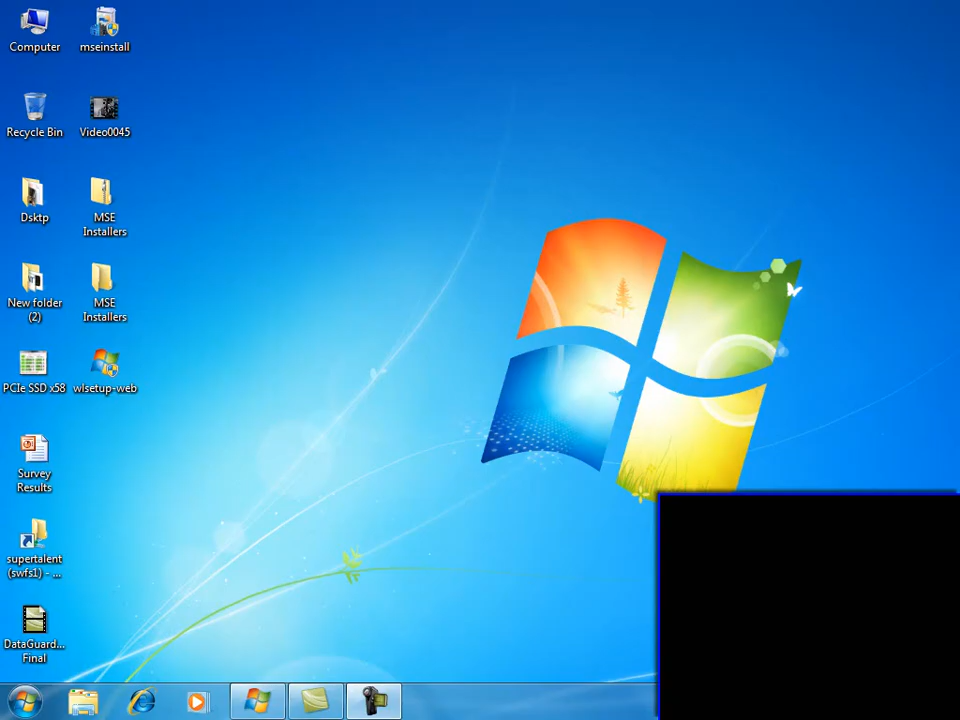 Computer
mseinstall
Recycle Bin
Video0045
Dsktp
MSE
Installers
New folder
(2)
MSE
Installers
PCIe SSD x58
wlsetup-web
Survey
Results
supertalent
(swfs1) - ...
DataGuard...
Final